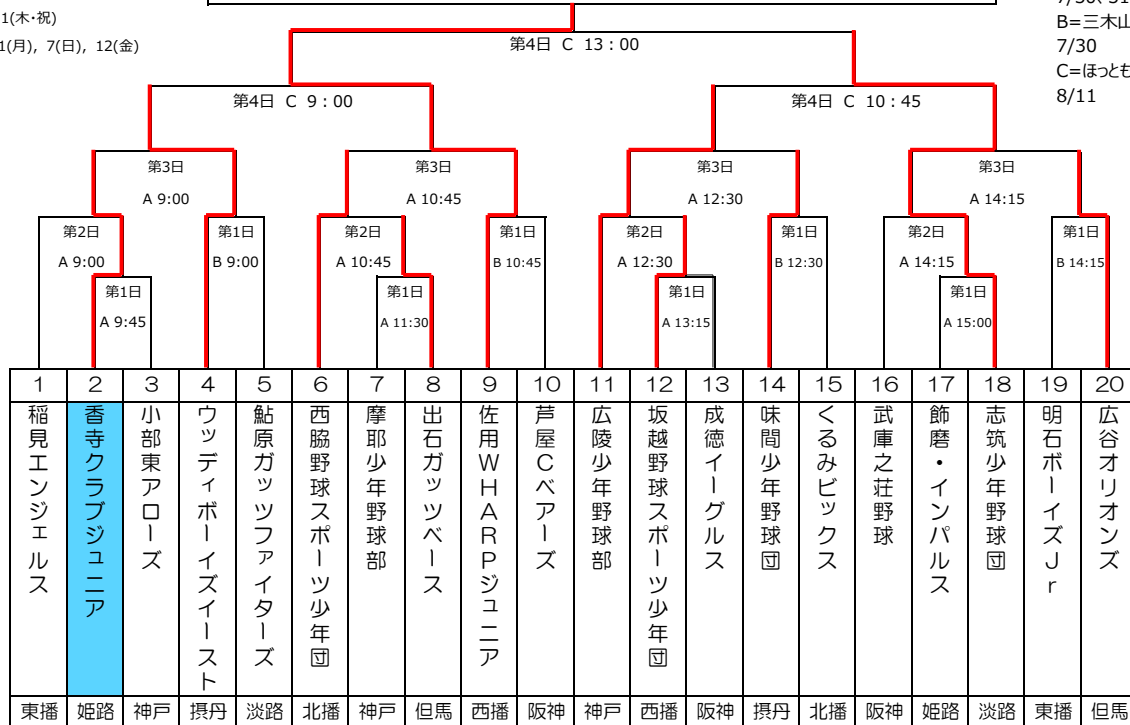 1(木・祝)
1(月), 7(日), 12(金)
B=三木山
7/30
C=ほっとも
8/11
第4日 C 13：00
第4日 C 9：00
第4日 C 10：45
第3日
A 9:00
第3日
A 10:45
第3日
A 12:30
第3日
A 14:15
第2日
A 9:00
第1日
B 9:00
第2日
A 10:45
第1日
B 10:45
第2日
A 12:30
第1日
B 12:30
第2日
A 14:15
第1日
B 14:15
第1日
A 9:45
第1日
A 11:30
第1日
A 13:15
第1日
A 15:00
1 2 3 4 5 6 7 8 9 10 11 12 13 14 15 16 17 18 19 20
稲見エンジェルス
香寺クラブジュニア
小部東アローズ
ウッディボーイズイースト
鮎原ガッツファイターズ
西脇野球スポーツ少年団
摩耶少年野球部
出石ガッツベース
佐用WHARPジュニア
芦屋Cベアーズ
広陵少年野球部
坂越野球スポーツ少年団
成徳イーグルス
味間少年野球団
くるみビックス
武庫之荘野球
飾磨・インパルス
志筑少年野球団
明石ボーイズJr
広谷オリオンズ
東播 姫路 神戸 摂丹 淡路 北播 神戸 但馬 西播 阪神 神戸 西播 阪神 摂丹 北播 阪神 姫路 淡路 東播 但馬